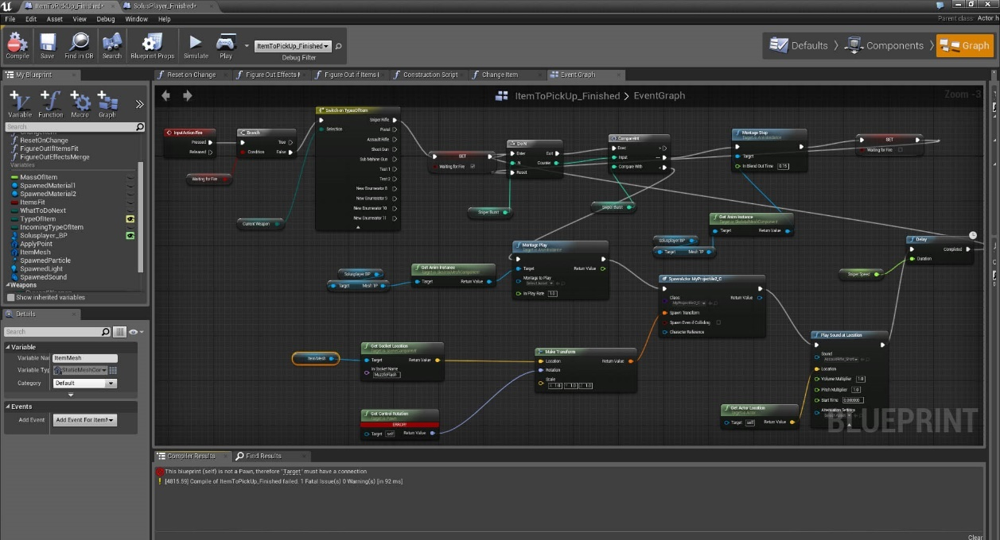 ItemToPickUp_Finished*
SolusPlayer_Finished*
File Edit Asset View Debug Window Help
Parent class: Actor.h
Compile Save Find in CB Search Blueprint Props Simulate Play
ItemToPickUp_Finished
Debug Filter
Defaults Components Graph
My Blueprint
Reset on Change
Figure Out Effects
Figure Out if Items
Construction Script
Change Item
Event Graph
Variable Function Macro Graph
Search
ResetOnChange
FigureOutIfItemsFit
FigureOutEffectsMerge
Variables
MassOfItem
SpawnedMaterial1
SpawnedMaterial2
ItemsFit
WhatToDoNext
TypeOfItem
IncomingTypeOfItem
Solusplayer_BP
ApplyPoint
ItemMesh
SpawnedParticle
SpawnedLight
SpawnedSound
Weapons
Show inherited variables
Details
Search
Variable
Variable Na ItemMesh
Variable Typ StaticMeshCor
Category Default
Events
Add Event Add Event For Item
ItemToPickUp_Finished > EventGraph
Zoom -3
InputAction Fire
Pressed
Released
Branch
True
Condition False
Waiting for Fire
Switch on TypesOfItem
Selection
Sniper Rifle
Pistol
Assault Rifle
Shoot Gun
Sub Mahine Gun
Test 1
Test 2
New Enumerator 8
New Enumerator 9
New Enumerator 10
New Enumerator 11
Current Weapon
SET
Waiting for Fire
Do N
Enter Exit
N Counter
Reset
Sniper Burst
CompareInt
Exec >
Input
Compare With <
Sniper Burst
Montage Stop
Target is Anim Instance
Target
In Blend Out Time 0.15
SET
Waiting for Fire
Get Anim Instance
Target is Skeletal Mesh Component
Target Return Value
Solusplayer BP
Target Mesh 1P
Delay
Completed
Duration
Sniper Speed
Montage Play
Target is Anim Instance
Target Return Value
Montage to Play
Select Asset
In Play Rate 1.0
Get Anim Instance
Target is Skeletal Mesh Component
Target Return Value
Solusplayer BP
Target Mesh 1P
SpawnActor MyProjectile2_C
Class Return Value
MyProjectile2_C
Spawn Transform
Spawn Even if Colliding
Character Reference
Play Sound at Location
Sound
Location
Volume Multiplier 1.0
Pitch Multiplier 1.0
Start Time 0.000000
Attenuation Settings
Select Asset
Get Actor Location
Target is Actor
Target self Return Value
ItemMesh
Get Socket Location
Target Return Value
In Socket Name
MuzzleFlash
Make Transform
Location Return Value
Rotation
Scale
X 1.0 Y 1.0 Z 1.0
Get Control Rotation
Target is Pawn
ERROR!
Target self Return Value
BLUEPRINT
Compiler Results
Find Results
This blueprint (self) is not a Pawn, therefore 'Target' must have a connection
[4815.59] Compile of ItemToPickUp_Finished failed. 1 Fatal Issue(s) 0 Warning(s) [in 92 ms]
Clear